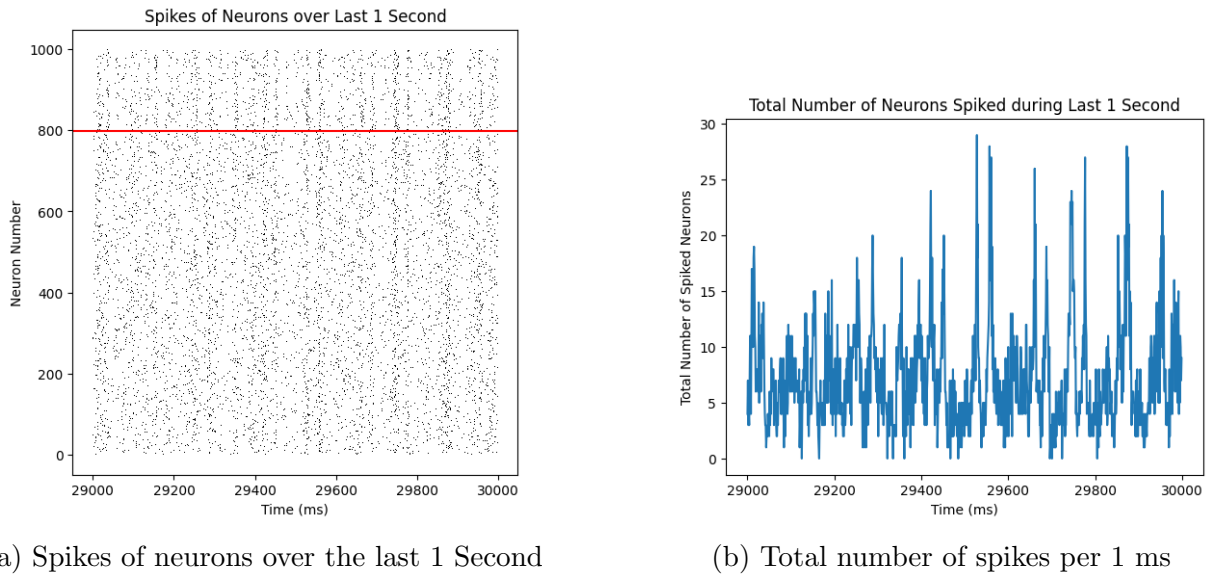 Spikes of Neurons over Last 1 Second
1000
800
600
400
200
0
Neuron Number
29000 29200 29400 29600 29800 30000
Time (ms)
a) Spikes of neurons over the last 1 Second
Total Number of Neurons Spiked during Last 1 Second
30
25
20
15
10
5
0
Total Number of Spiked Neurons
29000 29200 29400 29600 29800 30000
Time (ms)
(b) Total number of spikes per 1 ms